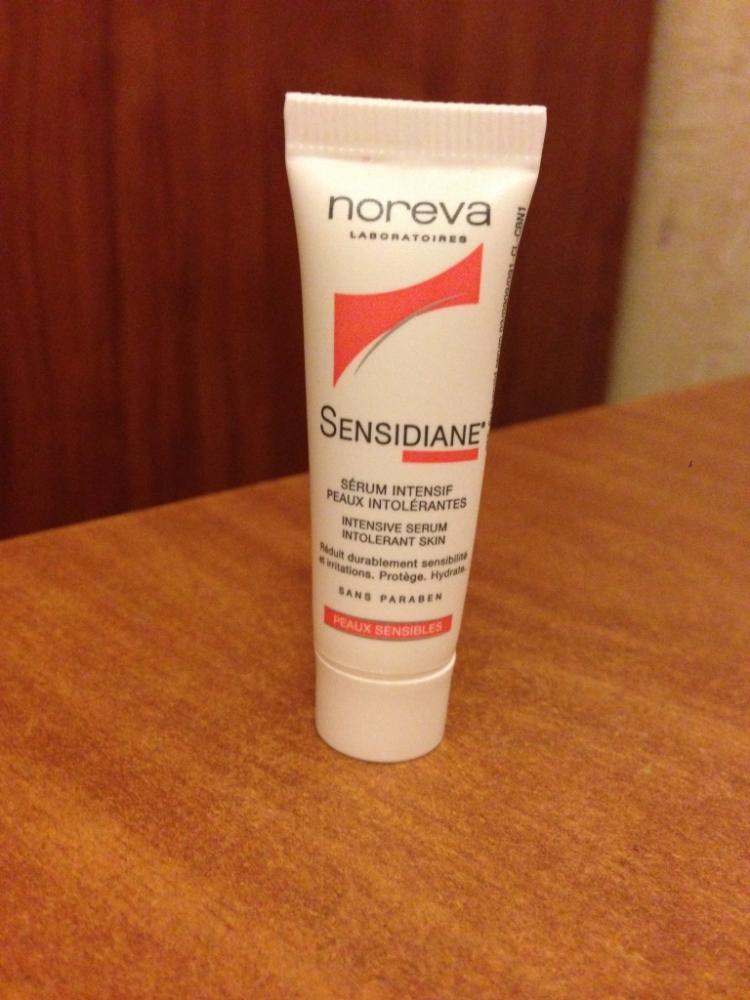 noreva
LABORATOIRES
SENSIDIANE
SÉRUM INTENSIF
PEAUX INTOLÉRANTES
INTENSIVE SERUM
INTOLERANT SKIN
Réduit durablement sensibilité
et irritations. Protège. Hydrate.
SANS PARABEN
PEAUX SENSIBLES